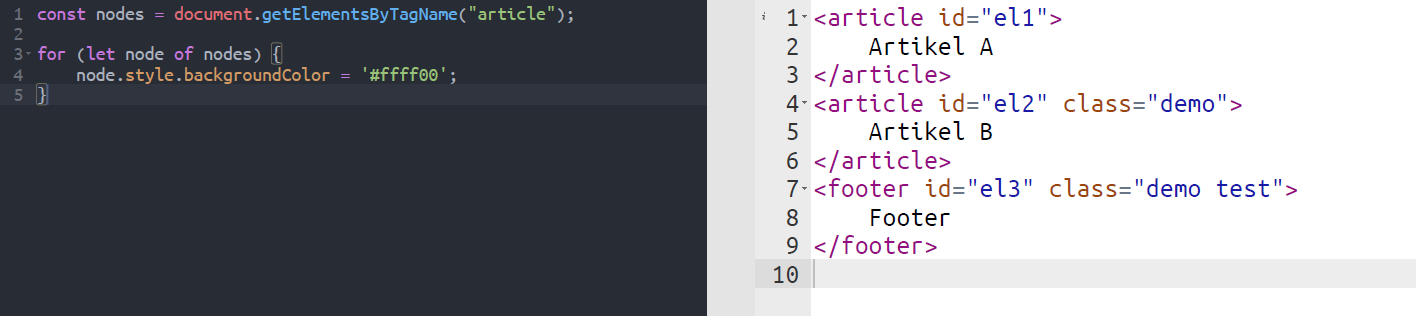 1 const nodes = document.getElementsByTagName("article");
2
3 for (let node of nodes) {
4     node.style.backgroundColor = '#ffff00';
5 }
i 1 <article id="el1">
2     Artikel A
3 </article>
4 <article id="el2" class="demo">
5     Artikel B
6 </article>
7 <footer id="el3" class="demo test">
8     Footer
9 </footer>
10